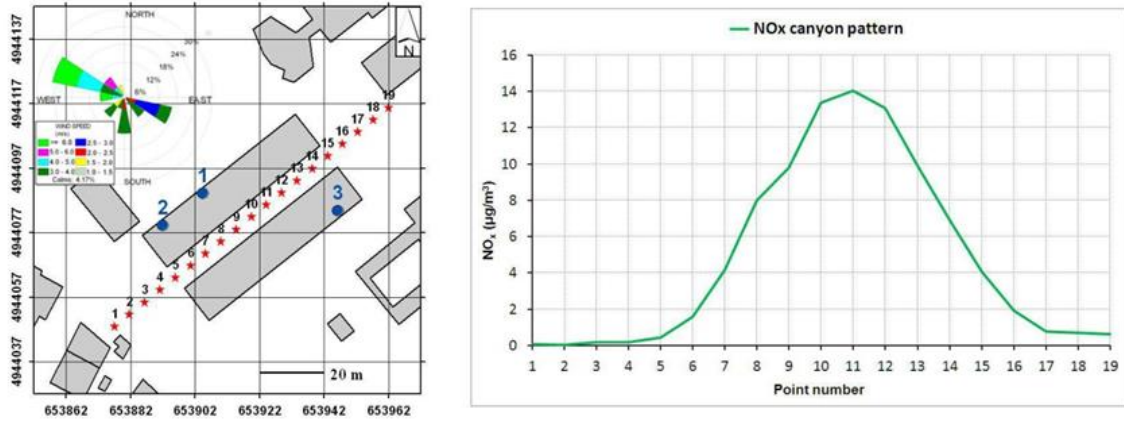 NORTH
30%
24%
18%
12%
6%
WEST
EAST
SOUTH
WIND SPEED
(m/s)
>= 6.0
5.0 - 6.0
4.0 - 5.0
3.0 - 4.0
2.5 - 3.0
2.0 - 2.5
1.5 - 2.0
1.0 - 1.5
Calms: 4.17%
N
4944137
4944117
4944097
4944077
4944057
4944037
1
2
3
1
2
3
4
5
6
7
8
9
10
11
12
13
14
15
16
17
18
19
20 m
653862 653882 653902 653922 653942 653962
NOx canyon pattern
NOx (µg/m³)
16
14
12
10
8
6
4
2
0
1 2 3 4 5 6 7 8 9 10 11 12 13 14 15 16 17 18 19
Point number